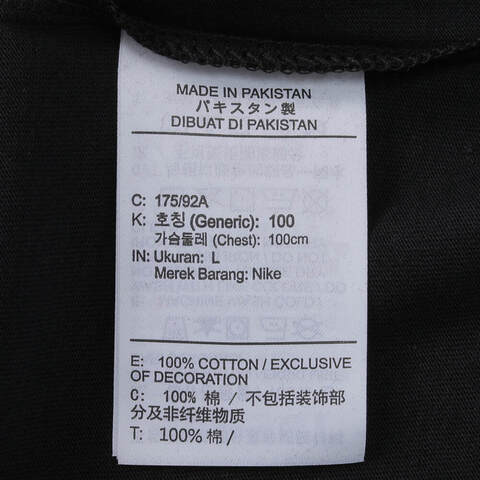 MADE IN PAKISTAN
パキスタン製
DIBUAT DI PAKISTAN
C: 175/92A
K: 호칭 (Generic): 100
가슴둘레 (Chest): 100cm
IN: Ukuran: L
Merek Barang: Nike
E: 100% COTTON / EXCLUSIVE
OF DECORATION
C: 100% 棉 / 不包括装饰部
分及非纤维物质
T: 100% 棉 /